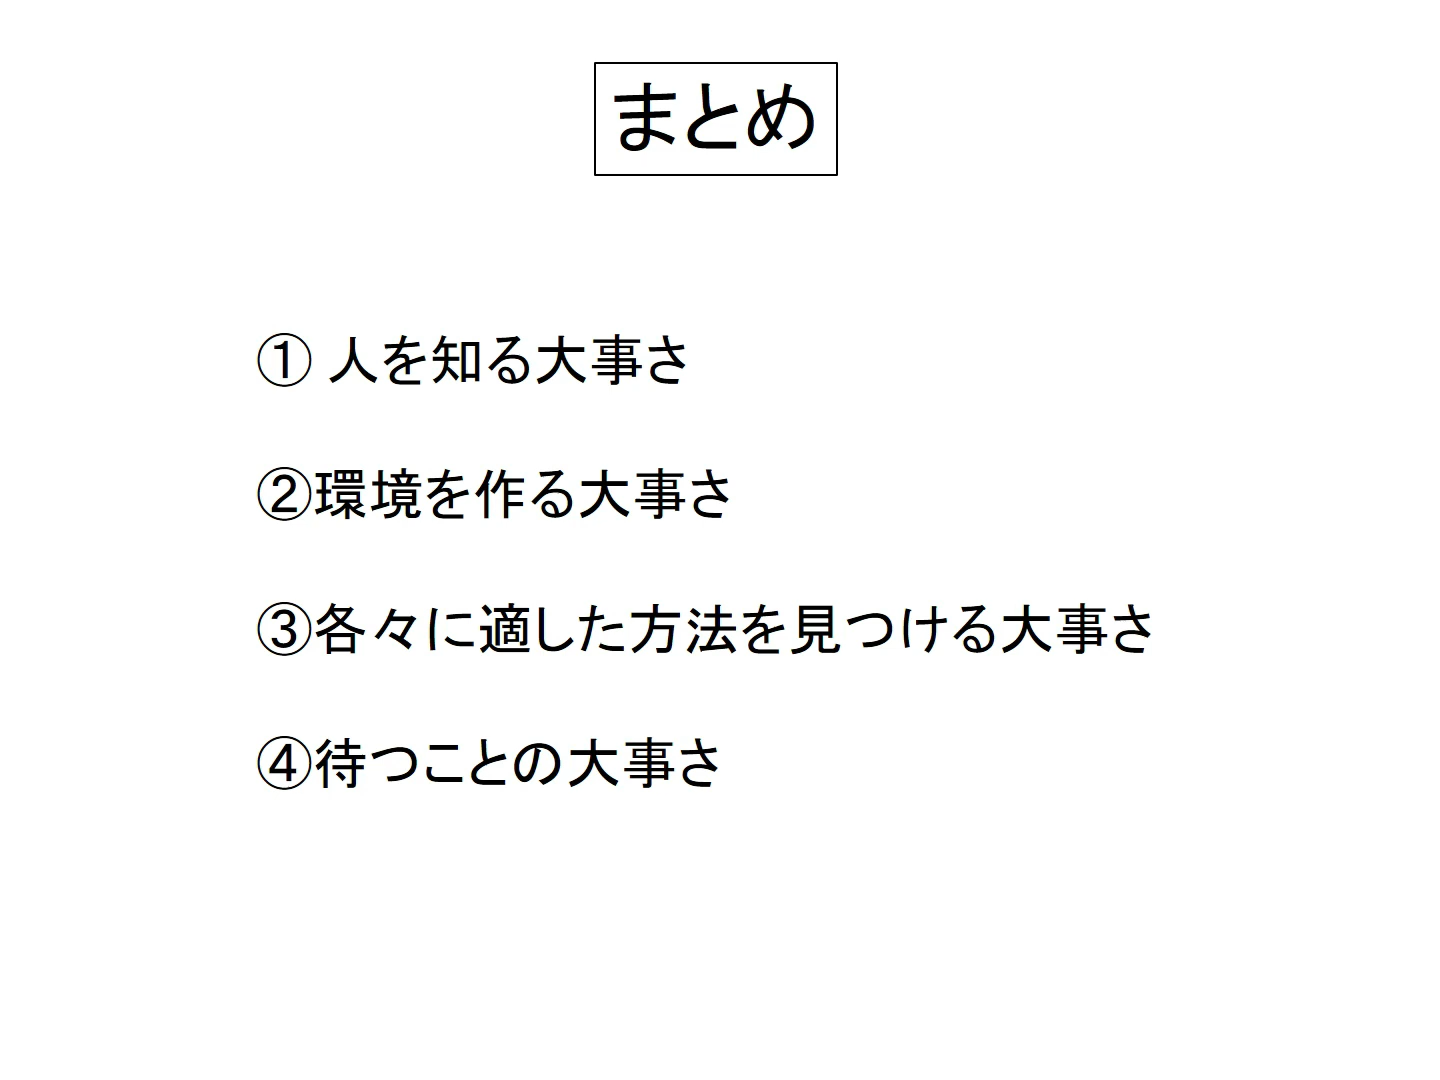 まとめ
① 人を知る大事さ
②環境を作る大事さ
③各々に適した方法を見つける大事さ
④待つことの大事さ